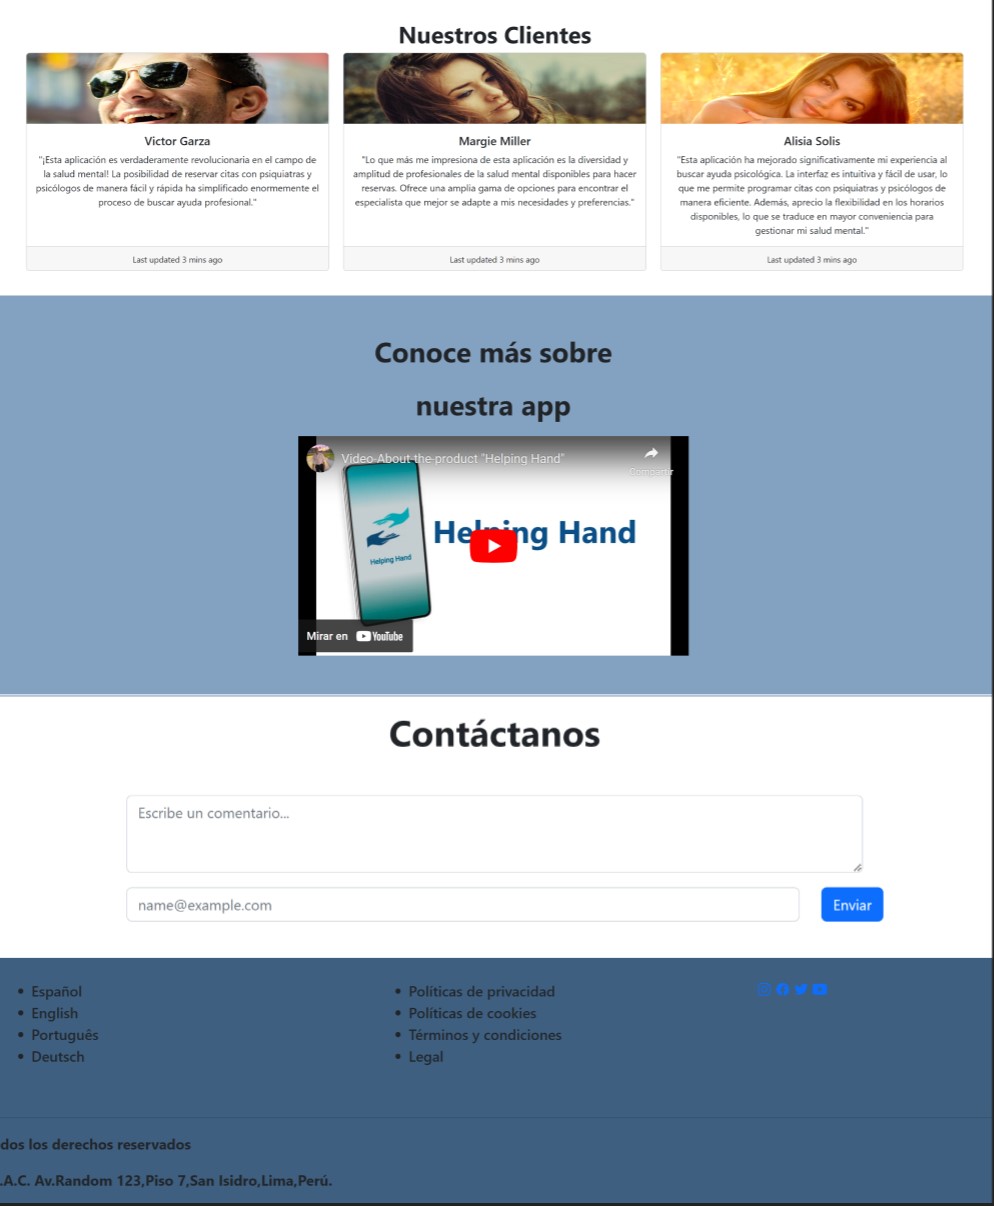 Nuestros Clientes
Victor Garza
"¡Esta aplicación es verdaderamente revolucionaria en el campo de
la salud mental! La posibilidad de reservar citas con psiquiatras y
psicólogos de manera fácil y rápida ha simplificado enormemente el
proceso de buscar ayuda profesional."
Last updated 3 mins ago
Margie Miller
"Lo que más me impresiona de esta aplicación es la diversidad y
amplitud de profesionales de la salud mental disponibles para hacer
reservas. Ofrece una amplia gama de opciones para encontrar el
especialista que mejor se adapte a mis necesidades y preferencias."
Last updated 3 mins ago
Alisia Solis
"Esta aplicación ha mejorado significativamente mi experiencia al
buscar ayuda psicológica. La interfaz es intuitiva y fácil de usar, lo
que me permite programar citas con psiquiatras y psicólogos de
manera eficiente. Además, aprecio la flexibilidad en los horarios
disponibles, lo que se traduce en mayor conveniencia para
gestionar mi salud mental."
Last updated 3 mins ago
Conoce más sobre
nuestra app
Video-About-the-product "Helping Hand"
Compartir
Helping Hand
Helping Hand
Mirar en YouTube
Contáctanos
Escribe un comentario...
name@example.com
Enviar
Español
English
Português
Deutsch
Políticas de privacidad
Políticas de cookies
Términos y condiciones
Legal
dos los derechos reservados
.A.C. Av.Random 123,Piso 7,San Isidro,Lima,Perú.